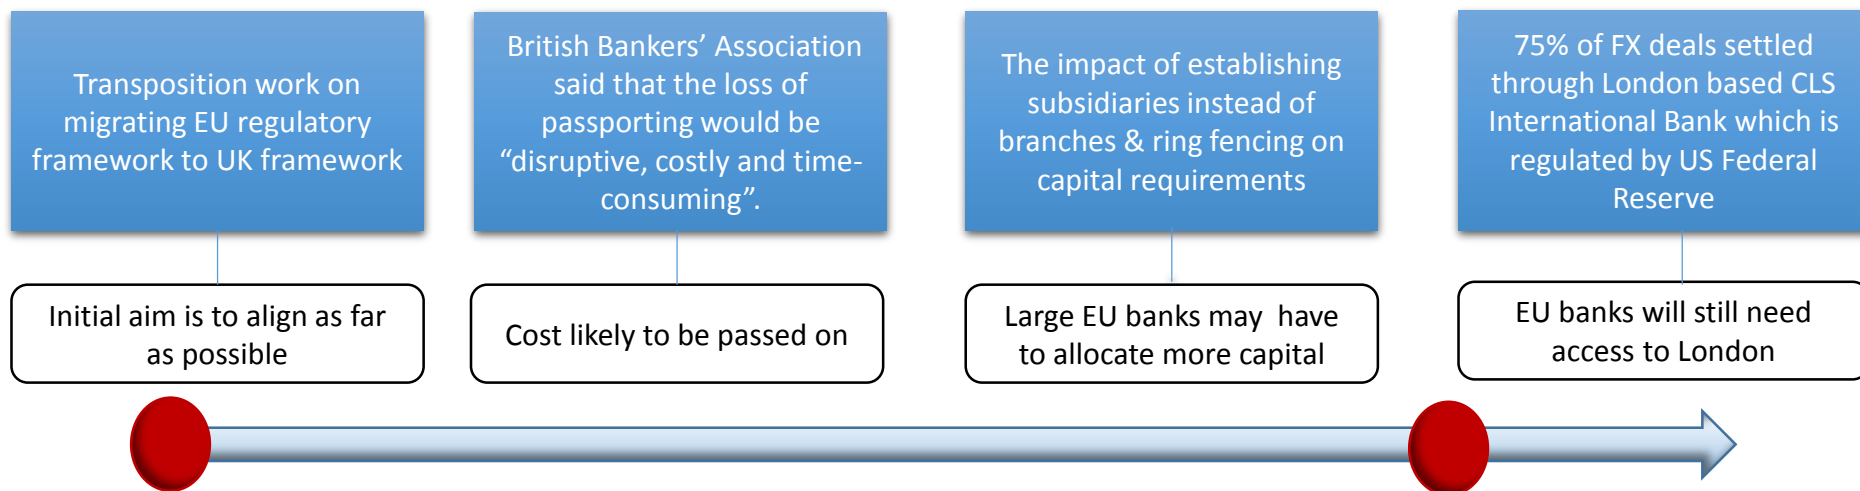 Transposition work on
migrating EU regulatory
framework to UK framework
Initial aim is to align as far
as possible
British Bankers’ Association
said that the loss of
passporting would be
“disruptive, costly and time-
consuming”.
Cost likely to be passed on
The impact of establishing
subsidiaries instead of
branches & ring fencing on
capital requirements
Large EU banks may  have
to allocate more capital
75% of FX deals settled
through London based CLS
International Bank which is
regulated by US Federal
Reserve
EU banks will still need
access to London